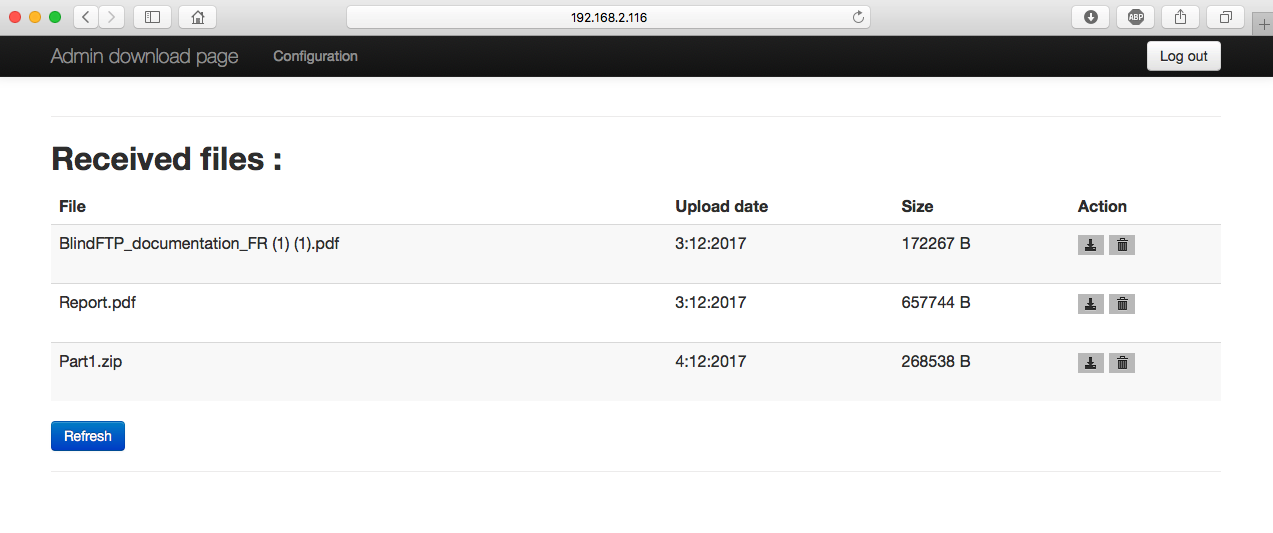 192.168.2.116
ABP
Admin download page Configuration Log out
Received files :
File Upload date Size Action
BlindFTP_documentation_FR (1) (1).pdf 3:12:2017 172267 B
Report.pdf 3:12:2017 657744 B
Part1.zip 4:12:2017 268538 B
Refresh